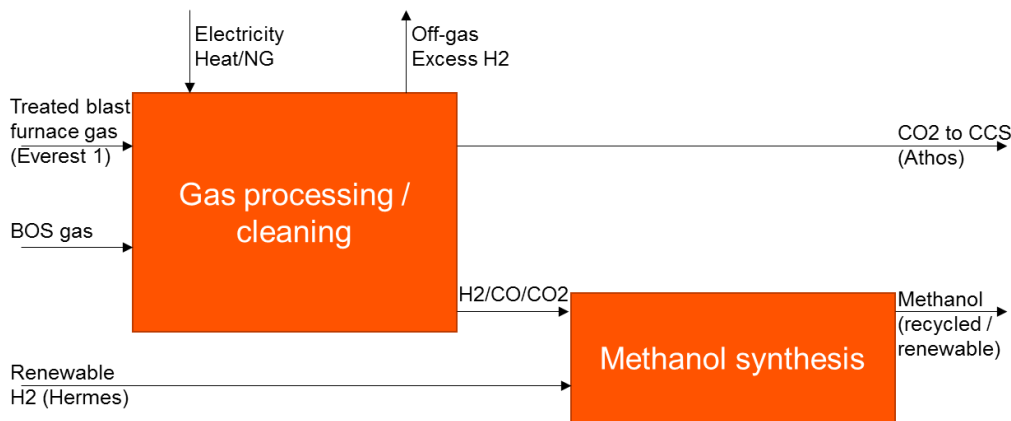 Electricity
Heat/NG
Off-gas
Excess H2
Treated blast
furnace gas
(Everest 1)
CO2 to CCS
(Athos)
Gas processing /
cleaning
BOS gas
H2/CO/CO2
Methanol
(recycled /
renewable)
Methanol synthesis
Renewable
H2 (Hermes)